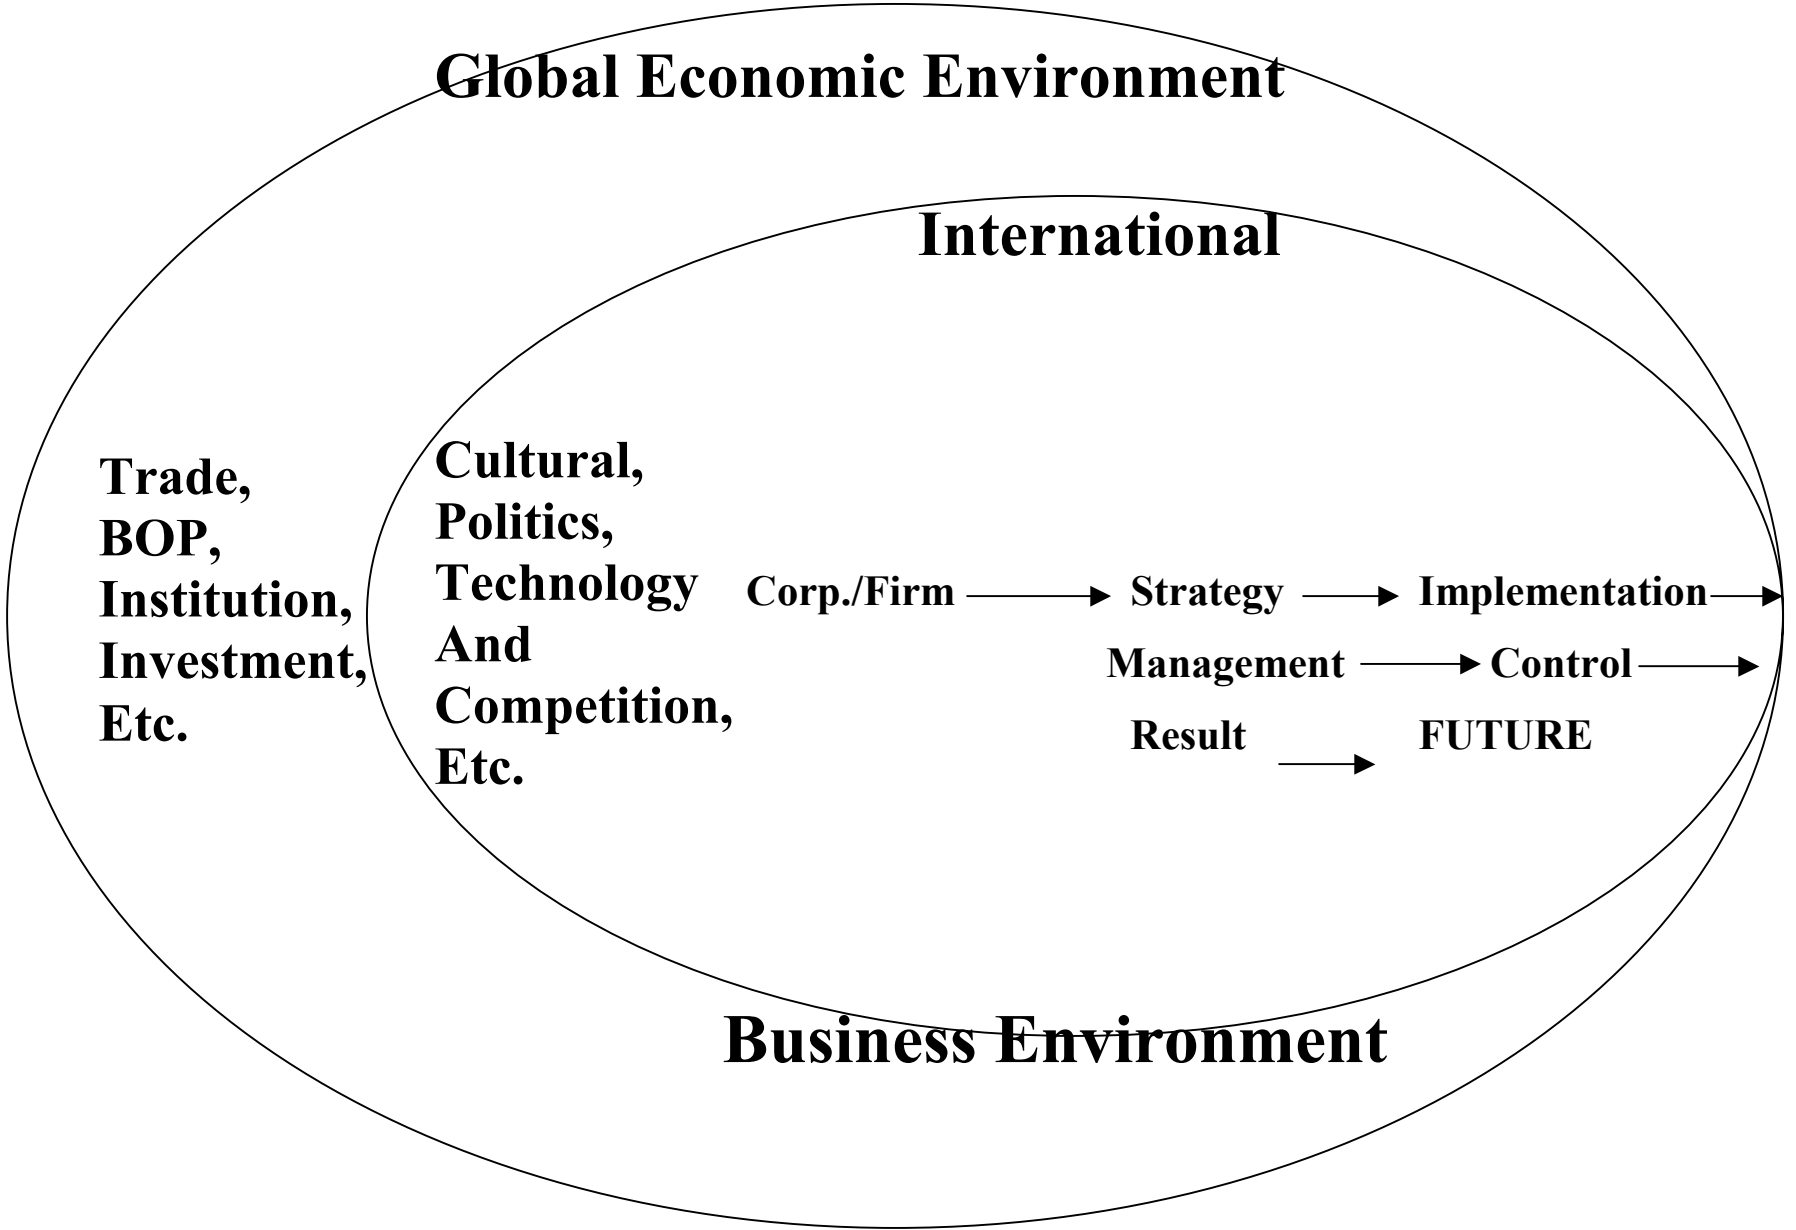 Global Economic Environment
International
Trade,
BOP,
Institution,
Investment,
Etc.
Cultural,
Politics,
Technology
And
Competition,
Etc.
Corp./Firm Strategy Implementation
Management Control
Result FUTURE
Business Environment